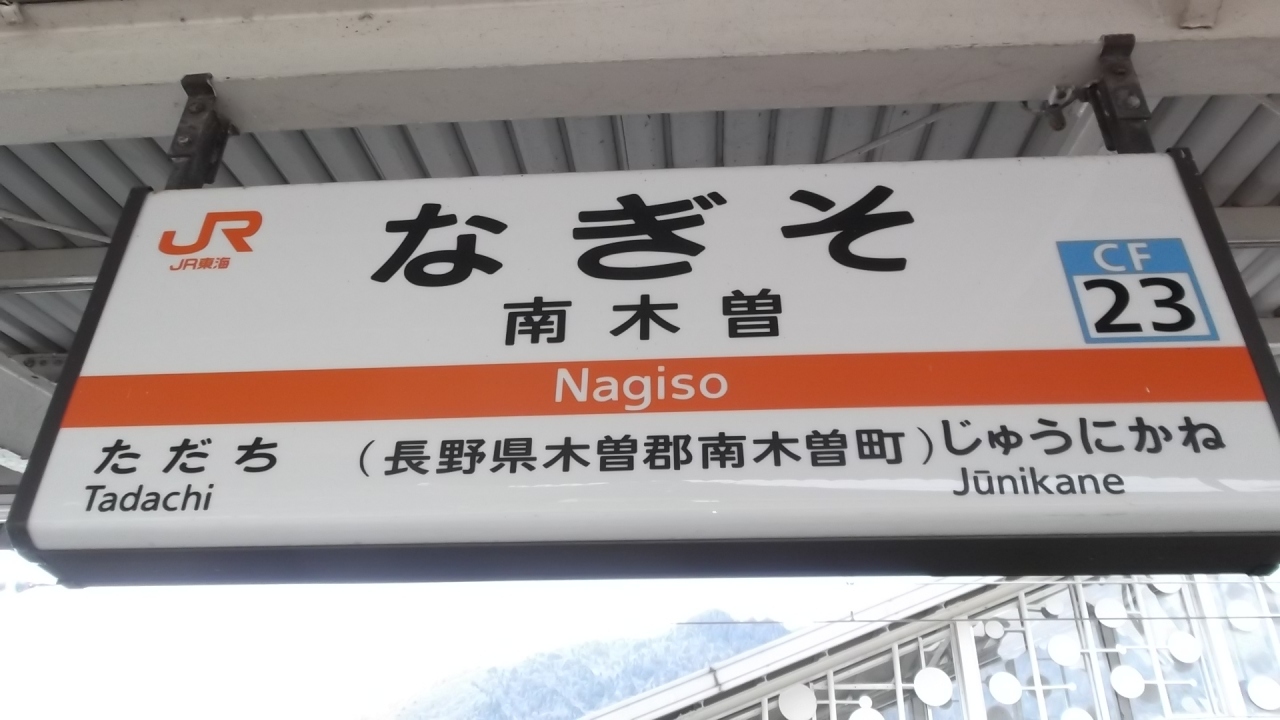 JR
JR東海
なぎそ
南木曽
CF
23
Nagiso
ただち
Tadachi
(長野県木曽郡南木曽町)
じゅうにかね
Jūnikane